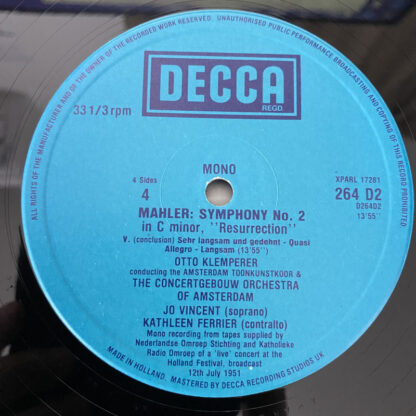 ALL RIGHTS OF THE MANUFACTURER AND OF THE OWNER OF THE RECORDED WORK RESERVED. UNAUTHORISED PUBLIC PERFORMANCE BROADCASTING AND COPYING OF THIS RECORD PROHIBITED
DECCA
REGD.
33 1/3 rpm
MONO
4 Sides
4
XPARL 17281
264 D2
D264D2
13'55"
MAHLER: SYMPHONY No. 2
in C minor, ''Resurrection''
V. (conclusion) Sehr langsam und gedehnt - Quasi
Allegro - Langsam (13'55'')
OTTO KLEMPERER
conducting the AMSTERDAM TOONKUNSTKOOR &
THE CONCERTGEBOUW ORCHESTRA
OF AMSTERDAM
JO VINCENT (soprano)
KATHLEEN FERRIER (contralto)
Mono recording from tapes supplied by
Nederlandse Omroep Stichting and Katholieke
Radio Omroep of a 'live' concert at the
Holland Festival, broadcast
12th July 1951
MADE IN HOLLAND. MASTERED BY DECCA RECORDING STUDIOS UK